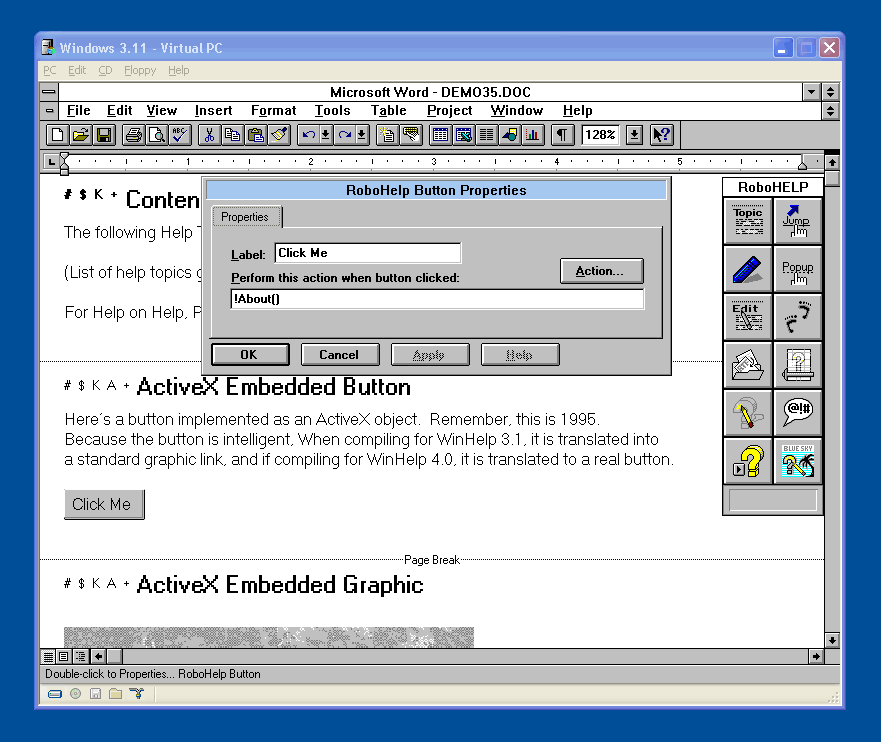 Windows 3.11 - Virtual PC
PC Edit CD Floppy Help
Microsoft Word - DEMO35.DOC
File Edit View Insert Format Tools Table Project Window Help
ABC
128%
L 1 2 3 4 5
RoboHelp Button Properties
Properties
Label: Click Me
Perform this action when button clicked:
Action...
!About()
OK Cancel Apply Help
RoboHELP
Topic Jump
Popup
Edit
@!#
BLUE SKY
# $ K + Conten
The following Help
(List of help topics g
For Help on Help, P
# $ K A + ActiveX Embedded Button
Here´s a button implemented as an ActiveX object. Remember, this is 1995.
Because the button is intelligent, When compiling for WinHelp 3.1, it is translated into
a standard graphic link, and if compiling for WinHelp 4.0, it is translated to a real button.
Click Me
Page Break
# $ K A + ActiveX Embedded Graphic
Double-click to Properties... RoboHelp Button